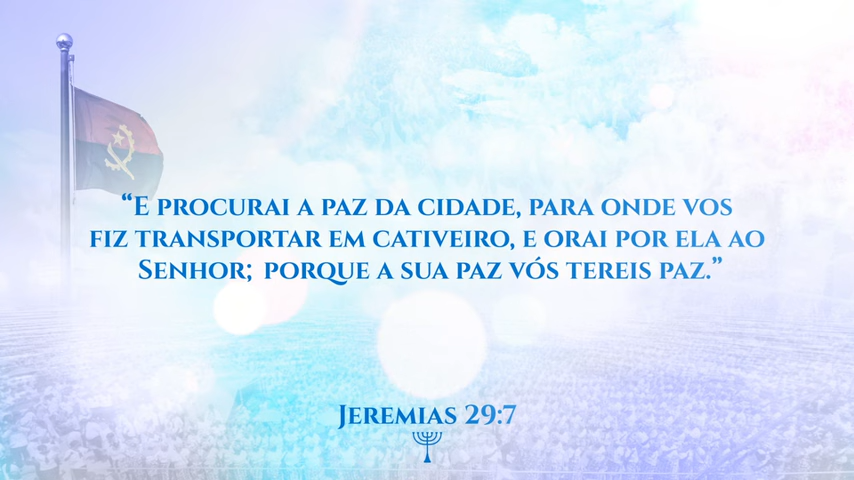 “E PROCURAI A PAZ DA CIDADE, PARA ONDE VOS
FIZ TRANSPORTAR EM CATIVEIRO, E ORAI POR ELA AO
SENHOR; PORQUE A SUA PAZ VÓS TEREIS PAZ.”
JEREMIAS 29:7